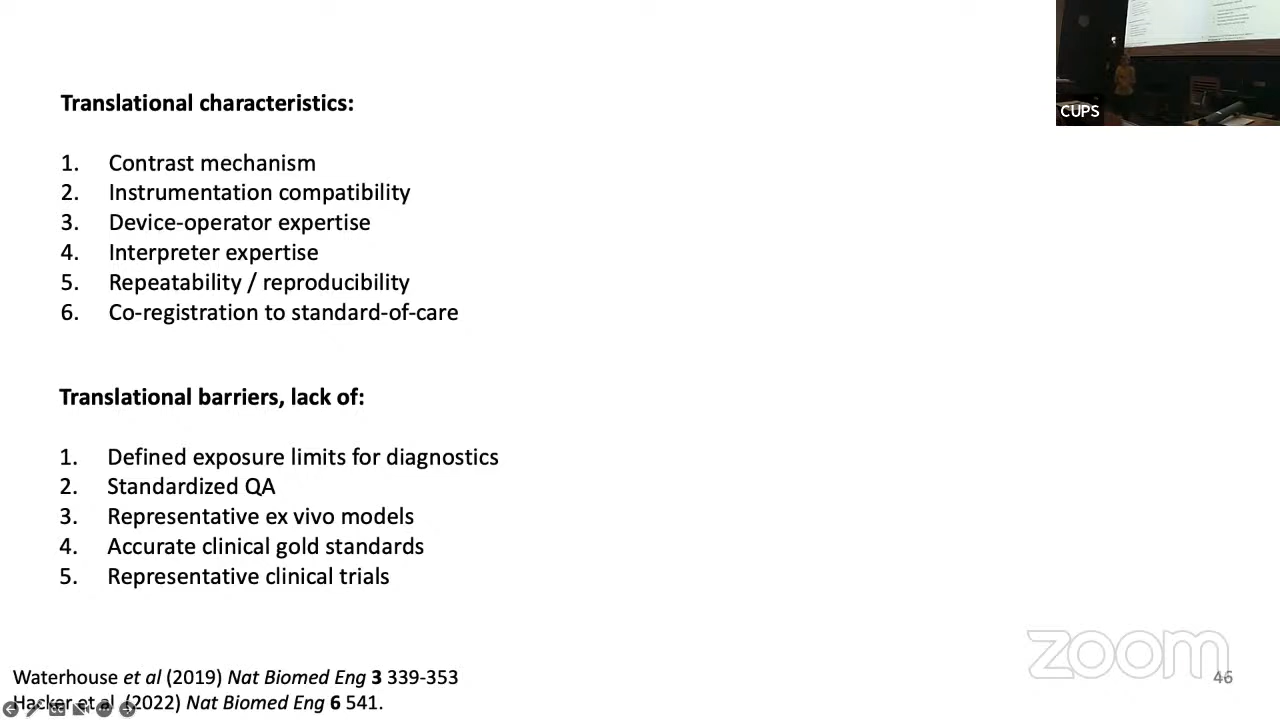 Translational characteristics:
1. Contrast mechanism
2. Instrumentation compatibility
3. Device-operator expertise
4. Interpreter expertise
5. Repeatability / reproducibility
6. Co-registration to standard-of-care
Translational barriers, lack of:
1. Defined exposure limits for diagnostics
2. Standardized QA
3. Representative ex vivo models
4. Accurate clinical gold standards
5. Representative clinical trials
Waterhouse et al (2019) Nat Biomed Eng 3 339-353
Hacker et al (2022) Nat Biomed Eng 6 541.
CUPS
zoom
46